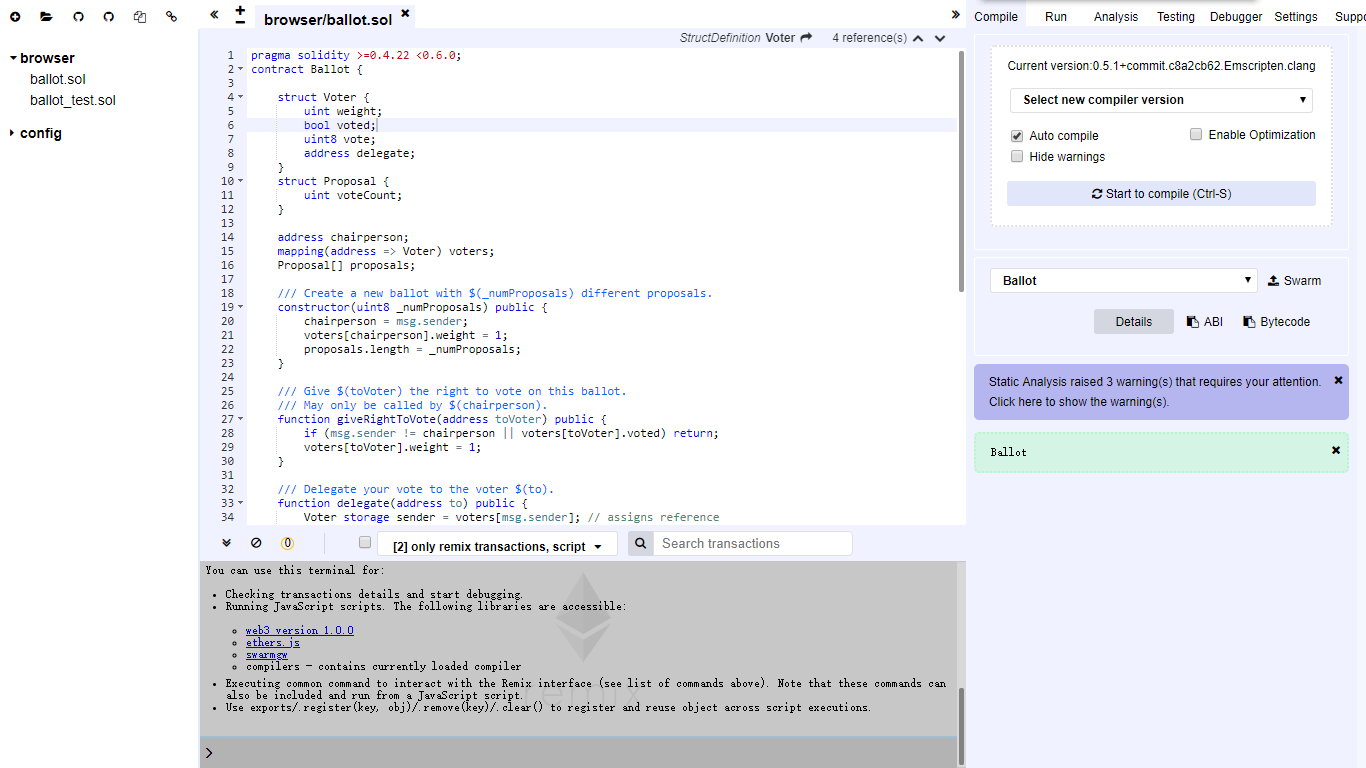 browser/ballot.sol
Compile Run Analysis Testing Debugger Settings Suppo
browser
ballot.sol
ballot_test.sol
config
StructDefinition Voter 4 reference(s)
1 pragma solidity >=0.4.22 <0.6.0;
2 contract Ballot {
3
4 struct Voter {
5 uint weight;
6 bool voted;
7 uint8 vote;
8 address delegate;
9 }
10 struct Proposal {
11 uint voteCount;
12 }
13
14 address chairperson;
15 mapping(address => Voter) voters;
16 Proposal[] proposals;
17
18 /// Create a new ballot with $(_numProposals) different proposals.
19 constructor(uint8 _numProposals) public {
20 chairperson = msg.sender;
21 voters[chairperson].weight = 1;
22 proposals.length = _numProposals;
23 }
24
25 /// Give $(toVoter) the right to vote on this ballot.
26 /// May only be called by $(chairperson).
27 function giveRightToVote(address toVoter) public {
28 if (msg.sender != chairperson || voters[toVoter].voted) return;
29 voters[toVoter].weight = 1;
30 }
31
32 /// Delegate your vote to the voter $(to).
33 function delegate(address to) public {
34 Voter storage sender = voters[msg.sender]; // assigns reference
0
[2] only remix transactions, script
Search transactions
You can use this terminal for:
Checking transactions details and start debugging.
Running JavaScript scripts. The following libraries are accessible:
web3 version 1.0.0
ethers.js
swarmgw
compilers - contains currently loaded compiler
Executing common command to interact with the Remix interface (see list of commands above). Note that these commands can
also be included and run from a JavaScript script.
Use exports/.register(key, obj)/.remove(key)/.clear() to register and reuse object across script executions.
remix
>
Current version:0.5.1+commit.c8a2cb62.Emscripten.clang
Select new compiler version
Auto compile Enable Optimization
Hide warnings
Start to compile (Ctrl-S)
Ballot Swarm
Details ABI Bytecode
Static Analysis raised 3 warning(s) that requires your attention.
Click here to show the warning(s).
Ballot